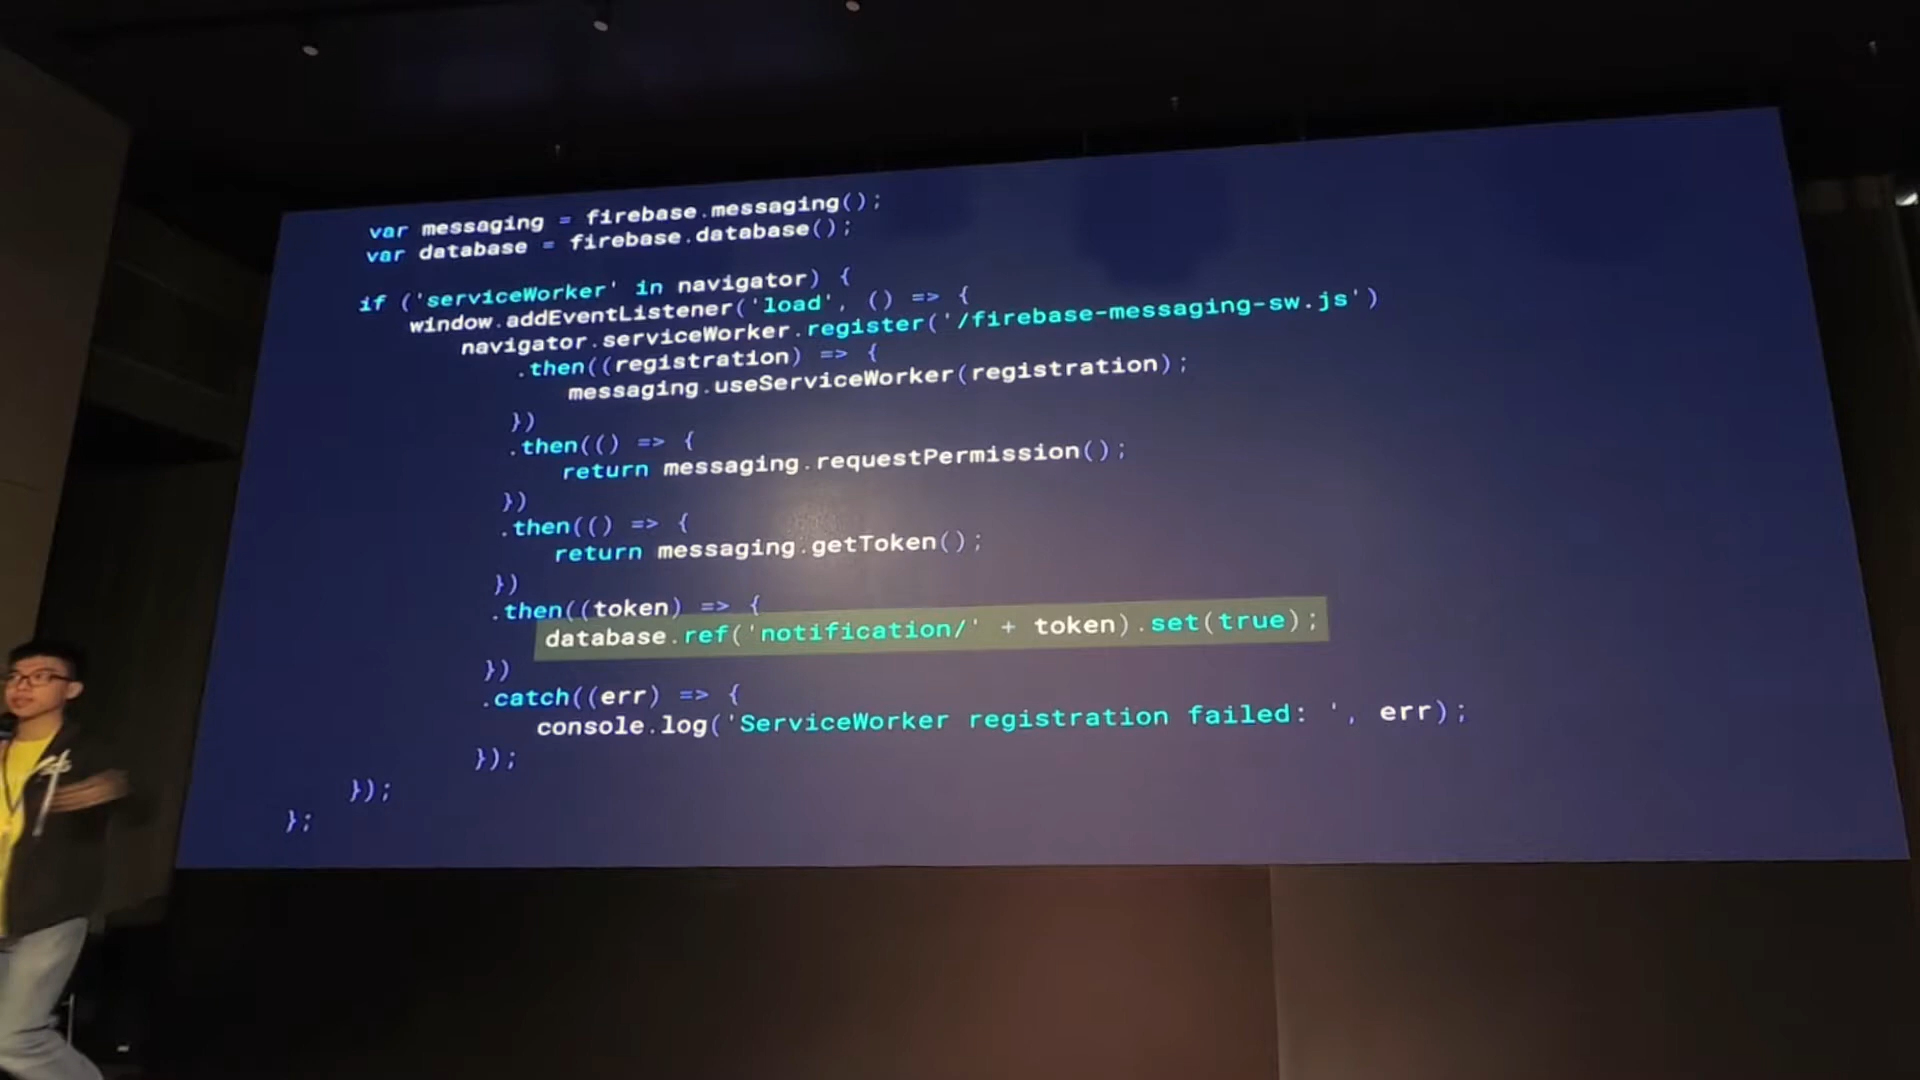 var messaging = firebase.messaging();
var database = firebase.database();
if ('serviceWorker' in navigator) {
window.addEventListener('load', () => {
navigator.serviceWorker.register('/firebase-messaging-sw.js')
.then((registration) => {
messaging.useServiceWorker(registration);
})
.then(() => {
return messaging.requestPermission();
})
.then(() => {
return messaging.getToken();
})
.then((token) => {
database.ref('notification/' + token).set(true);
})
.catch((err) => {
console.log('ServiceWorker registration failed: ', err);
});
});
};